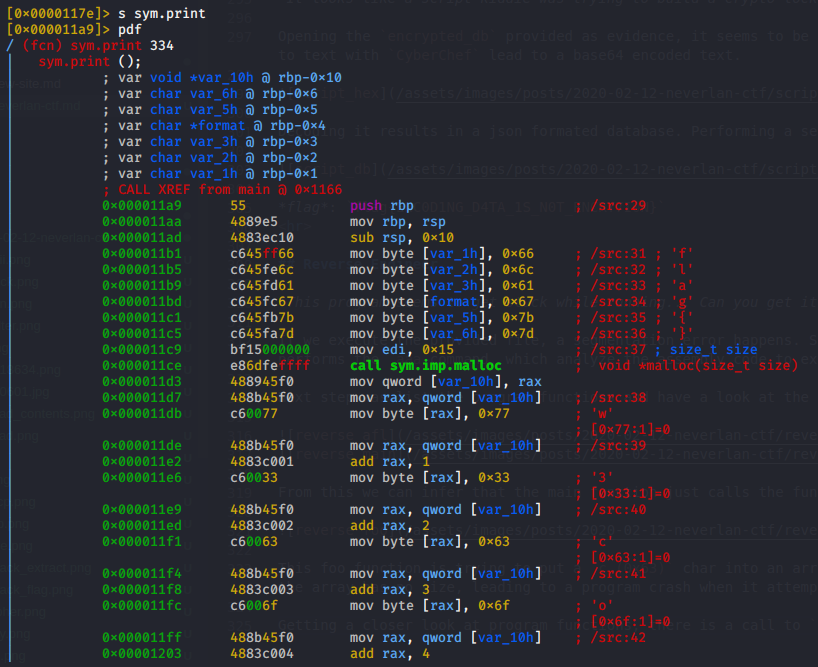 [0×0000117e]> s sym.print
[0×000011a9]> pdf
/ (fcn) sym.print 334
sym.print ();
; var void *var_10h @ rbp-0×10
; var char var_6h @ rbp-0×6
; var char var_5h @ rbp-0×5
; var char *format @ rbp-0×4
; var char var_3h @ rbp-0×3
; var char var_2h @ rbp-0×2
; var char var_1h @ rbp-0×1
; CALL XREF from main @ 0×1166
0×000011a9 55 push rbp ; /src:29
0×000011aa 4889e5 mov rbp, rsp
0×000011ad 4883ec10 sub rsp, 0×10
0×000011b1 c645ff66 mov byte [var_1h], 0×66 ; /src:31 ; 'f'
0×000011b5 c645fe6c mov byte [var_2h], 0×6c ; /src:32 ; 'l'
0×000011b9 c645fd61 mov byte [var_3h], 0×61 ; /src:33 ; 'a'
0×000011bd c645fc67 mov byte [format], 0×67 ; /src:34 ; 'g'
0×000011c1 c645fb7b mov byte [var_5h], 0×7b ; /src:35 ; '{'
0×000011c5 c645fa7d mov byte [var_6h], 0×7d ; /src:36 ; '}'
0×000011c9 bf15000000 mov edi, 0×15 ; /src:37 ; size_t size
0×000011ce e86dfeffff call sym.imp.malloc ; void *malloc(size_t size)
0×000011d3 488945f0 mov qword [var_10h], rax
0×000011d7 488b45f0 mov rax, qword [var_10h] ; /src:38
0×000011db c60077 mov byte [rax], 0×77 ; 'w'
; [0×77:1]=0
0×000011de 488b45f0 mov rax, qword [var_10h] ; /src:39
0×000011e2 4883c001 add rax, 1
0×000011e6 c60033 mov byte [rax], 0×33 ; '3'
; [0×33:1]=0
0×000011e9 488b45f0 mov rax, qword [var_10h] ; /src:40
0×000011ed 4883c002 add rax, 2
0×000011f1 c60063 mov byte [rax], 0×63 ; 'c'
; [0×63:1]=0
0×000011f4 488b45f0 mov rax, qword [var_10h] ; /src:41
0×000011f8 4883c003 add rax, 3
0×000011fc c6006f mov byte [rax], 0×6f ; 'o'
; [0×6f:1]=0
0×000011ff 488b45f0 mov rax, qword [var_10h] ; /src:42
0×00001203 4883c004 add rax, 4